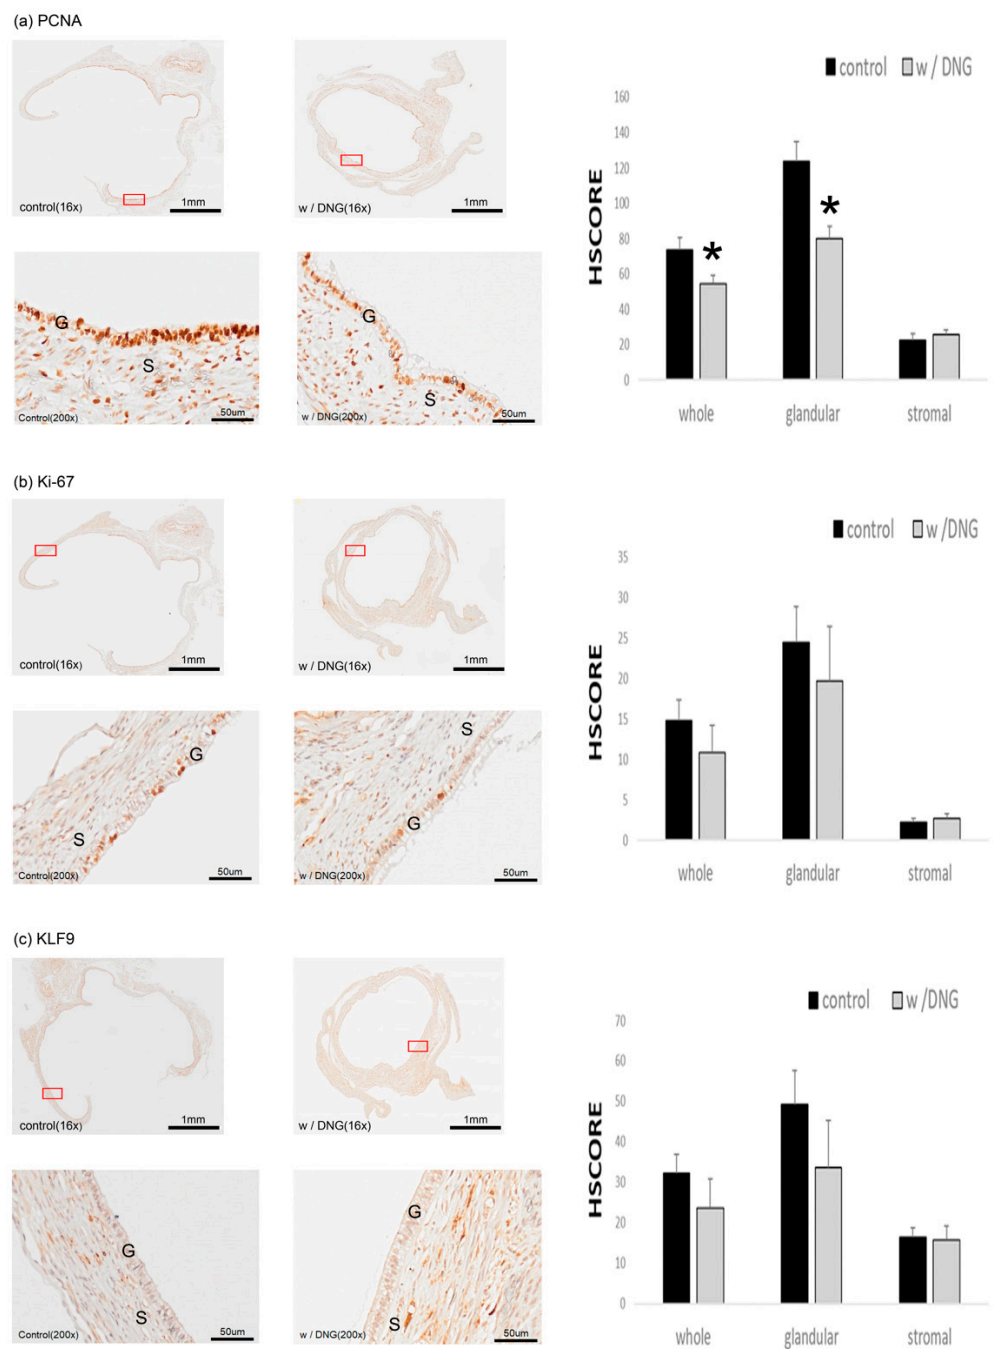 (a) PCNA
control(16x)
1mm
w / DNG(16x)
1mm
G
S
Control(200x)
50um
G
S
w / DNG(200x)
50um
control
w / DNG
HSCORE
160
140
120
100
80
60
40
20
0
*
*
whole
glandular
stromal
(b) Ki-67
control(16x)
1mm
w / DNG(16x)
1mm
G
S
Control(200x)
50um
S
G
w / DNG(200x)
50um
control
w /DNG
HSCORE
35
30
25
20
15
10
5
0
whole
glandular
stromal
(c) KLF9
control(16x)
1mm
w / DNG(16x)
1mm
G
S
Control(200x)
50um
G
S
w / DNG(200x)
50um
control
w /DNG
HSCORE
70
60
50
40
30
20
10
0
whole
glandular
stromal